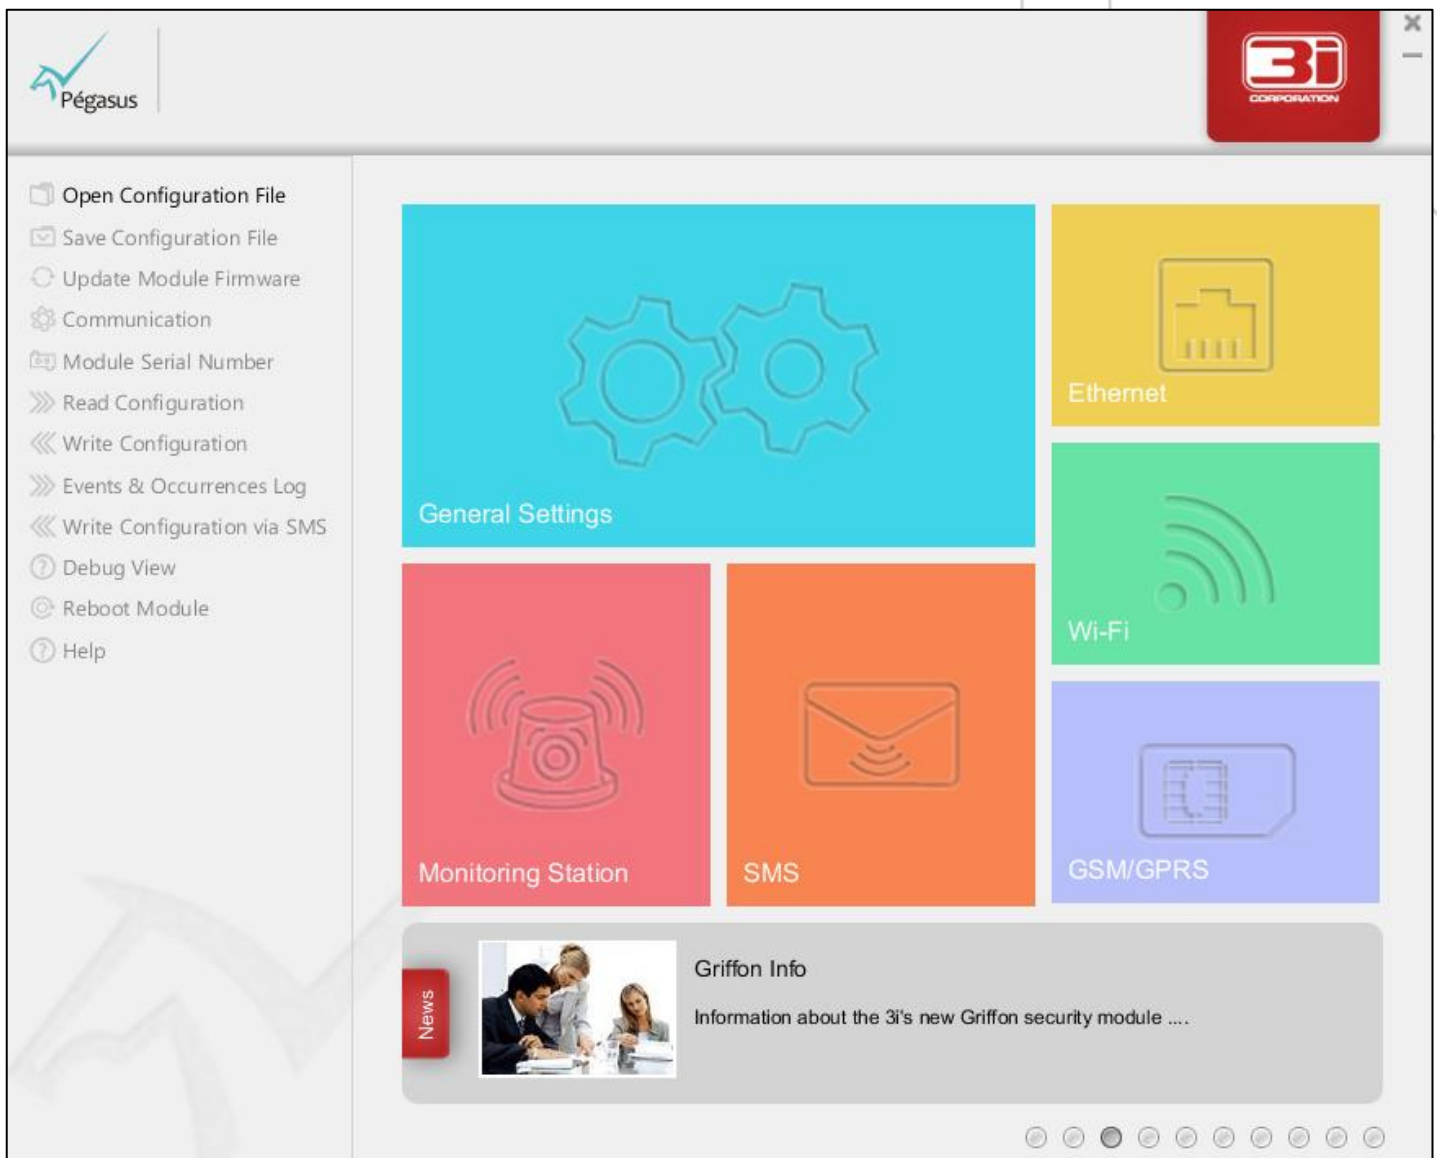 Pégasus
3i
CORPORATION
Open Configuration File
Save Configuration File
Update Module Firmware
Communication
Module Serial Number
Read Configuration
Write Configuration
Events & Occurrences Log
Write Configuration via SMS
Debug View
Reboot Module
Help
General Settings
Ethernet
Wi-Fi
Monitoring Station
SMS
GSM/GPRS
News
Griffon Info
Information about the 3i's new Griffon security module ....